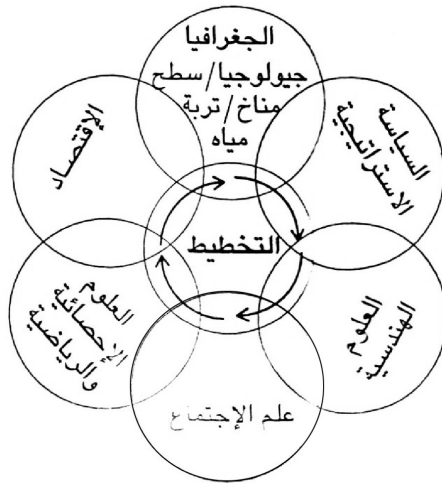 الجغرافيا
جيولوجيا/سطح
مناخ/تربة
مياه
السياسة
الاستراتيجية
العلوم
الهندسية
علم الإجتماع
العلوم
الإحصائية
والرياضية
الإقتصاد
التخطيط